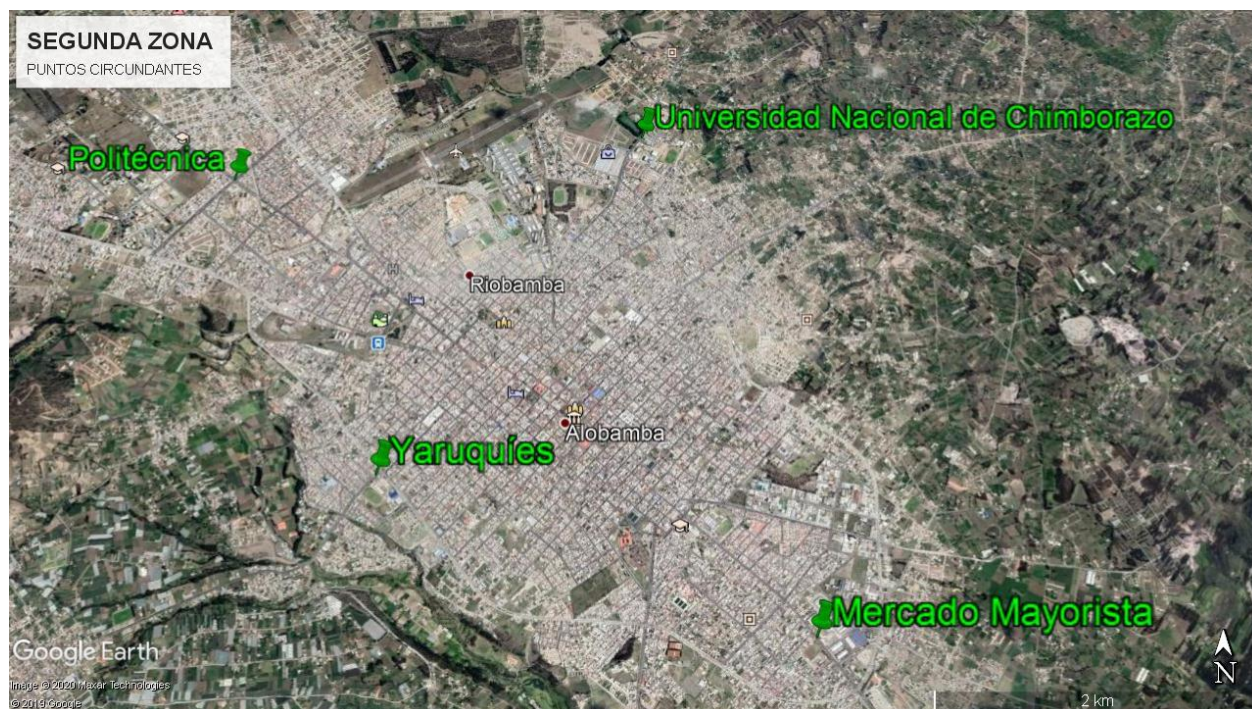 SEGUNDA ZONA
PUNTOS CIRCUNDANTES
Universidad Nacional de Chimborazo
Politécnica
H
Riobamba
Alobamba
Yaruquíes
Mercado Mayorista
Google Earth
Image © 2020 Maxar Technologies
© 2019 Google
N
2 km